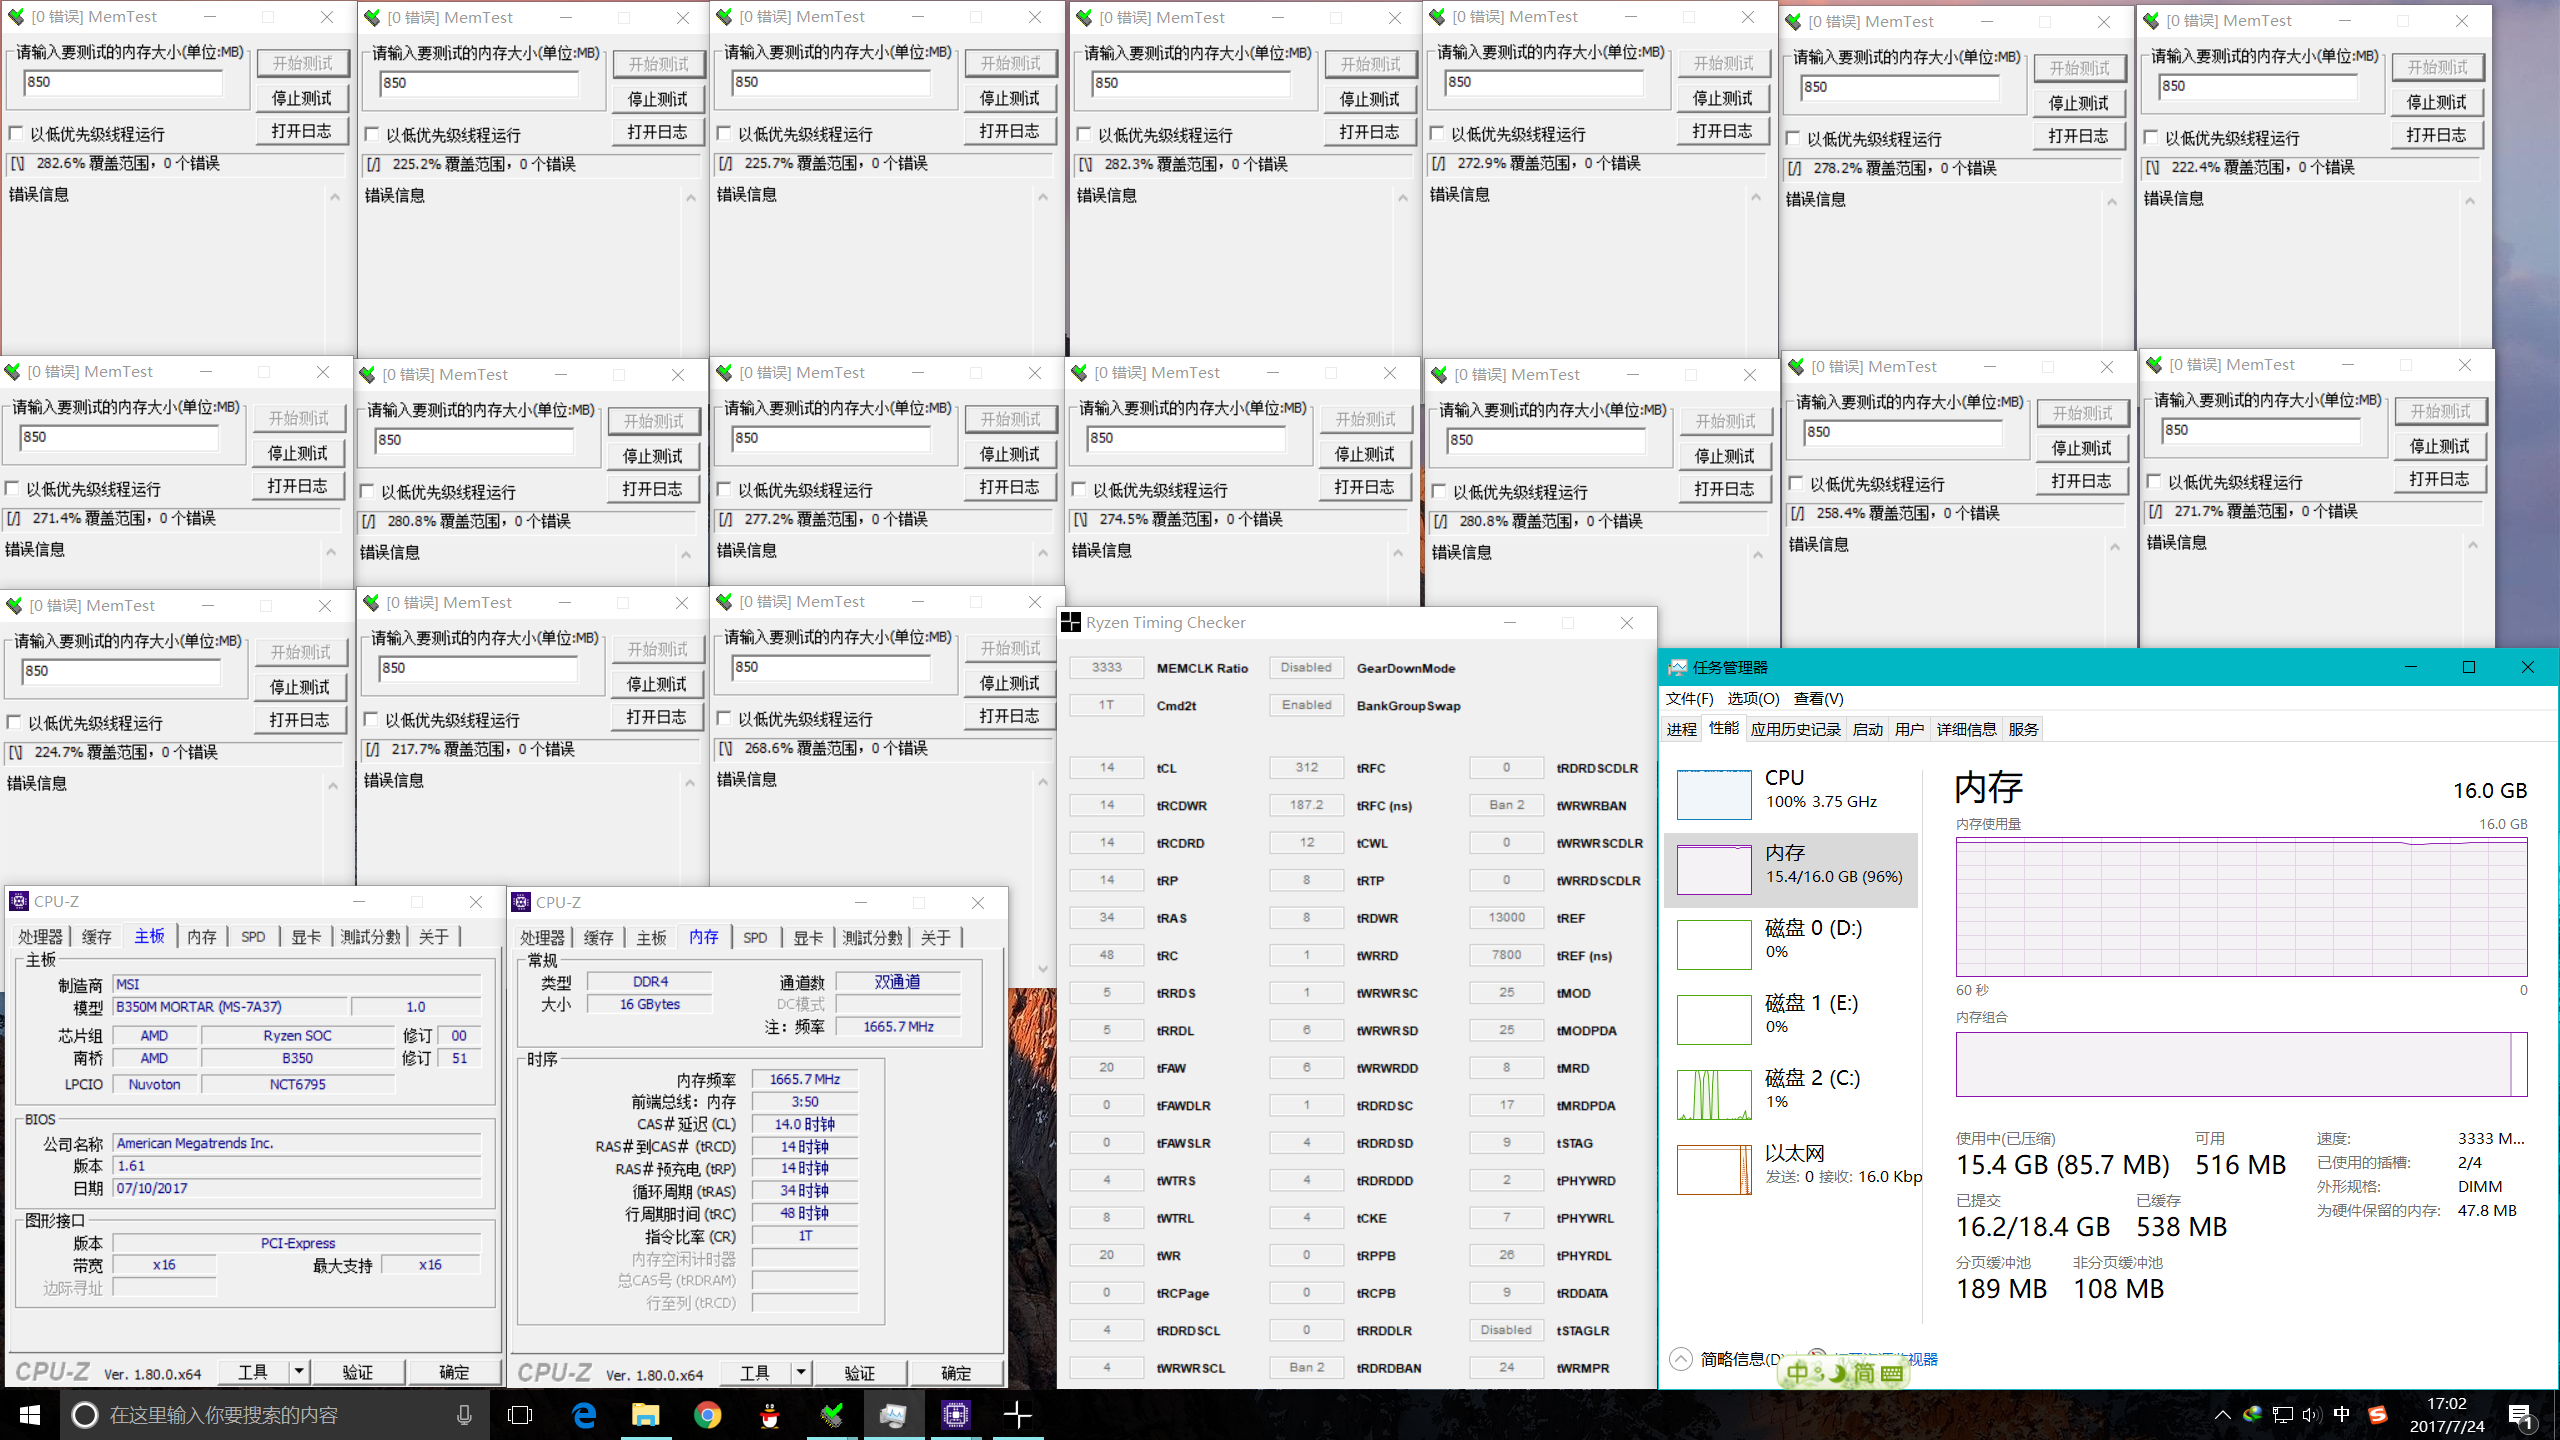 [0 错误] MemTest
请输入要测试的内存大小(单位:MB)
850
开始测试
停止测试
打开日志
以低优先级线程运行
[\] 282.6% 覆盖范围，0 个错误
错误信息
[0 错误] MemTest
请输入要测试的内存大小(单位:MB)
850
开始测试
停止测试
打开日志
以低优先级线程运行
[/] 225.2% 覆盖范围，0 个错误
错误信息
[0 错误] MemTest
请输入要测试的内存大小(单位:MB)
850
开始测试
停止测试
打开日志
以低优先级线程运行
[/] 225.7% 覆盖范围，0 个错误
错误信息
[0 错误] MemTest
请输入要测试的内存大小(单位:MB)
850
开始测试
停止测试
打开日志
以低优先级线程运行
[\] 282.3% 覆盖范围，0 个错误
错误信息
[0 错误] MemTest
请输入要测试的内存大小(单位:MB)
850
开始测试
停止测试
打开日志
以低优先级线程运行
[/] 272.9% 覆盖范围，0 个错误
错误信息
[0 错误] MemTest
请输入要测试的内存大小(单位:MB)
850
开始测试
停止测试
打开日志
以低优先级线程运行
[/] 278.2% 覆盖范围，0 个错误
错误信息
[0 错误] MemTest
请输入要测试的内存大小(单位:MB)
850
开始测试
停止测试
打开日志
以低优先级线程运行
[\] 222.4% 覆盖范围，0 个错误
错误信息
[0 错误] MemTest
请输入要测试的内存大小(单位:MB)
850
开始测试
停止测试
打开日志
以低优先级线程运行
[/] 271.4% 覆盖范围，0 个错误
错误信息
[0 错误] MemTest
请输入要测试的内存大小(单位:MB)
850
开始测试
停止测试
打开日志
以低优先级线程运行
[/] 280.8% 覆盖范围，0 个错误
错误信息
[0 错误] MemTest
请输入要测试的内存大小(单位:MB)
850
开始测试
停止测试
打开日志
以低优先级线程运行
[/] 277.2% 覆盖范围，0 个错误
错误信息
[0 错误] MemTest
请输入要测试的内存大小(单位:MB)
850
开始测试
停止测试
打开日志
以低优先级线程运行
[\] 274.5% 覆盖范围，0 个错误
错误信息
[0 错误] MemTest
请输入要测试的内存大小(单位:MB)
850
开始测试
停止测试
打开日志
以低优先级线程运行
[/] 280.8% 覆盖范围，0 个错误
错误信息
[0 错误] MemTest
请输入要测试的内存大小(单位:MB)
850
开始测试
停止测试
打开日志
以低优先级线程运行
[/] 258.4% 覆盖范围，0 个错误
错误信息
[0 错误] MemTest
请输入要测试的内存大小(单位:MB)
850
开始测试
停止测试
打开日志
以低优先级线程运行
[/] 271.7% 覆盖范围，0 个错误
错误信息
[0 错误] MemTest
请输入要测试的内存大小(单位:MB)
850
开始测试
停止测试
打开日志
以低优先级线程运行
[\] 224.7% 覆盖范围，0 个错误
错误信息
[0 错误] MemTest
请输入要测试的内存大小(单位:MB)
850
开始测试
停止测试
打开日志
以低优先级线程运行
[/] 217.7% 覆盖范围，0 个错误
错误信息
[0 错误] MemTest
请输入要测试的内存大小(单位:MB)
850
开始测试
停止测试
打开日志
以低优先级线程运行
[\] 268.6% 覆盖范围，0 个错误
错误信息
CPU-Z
处理器 缓存 主板 内存 SPD 显卡 測試分數 关于
主板
制造商 MSI
模型 B350M MORTAR (MS-7A37) 1.0
芯片组 AMD Ryzen SOC 修订 00
南桥 AMD B350 修订 51
LPCIO Nuvoton NCT6795
BIOS
公司名称 American Megatrends Inc.
版本 1.61
日期 07/10/2017
图形接口
版本 PCI-Express
带宽 x16 最大支持 x16
边际寻址
CPU-Z Ver. 1.80.0.x64 工具 验证 确定
CPU-Z
处理器 缓存 主板 内存 SPD 显卡 測試分數 关于
常规
类型 DDR4 通道数 双通道
大小 16 GBytes DC模式
注：频率 1665.7 MHz
时序
内存频率 1665.7 MHz
前端总线：内存 3:50
CAS# 延迟 (CL) 14.0 时钟
RAS# 到CAS# (tRCD) 14 时钟
RAS# 预充电 (tRP) 14 时钟
循环周期 (tRAS) 34 时钟
行周期时间 (tRC) 48 时钟
指令比率 (CR) 1T
内存空闲计时器
总CAS号 (tRDRAM)
行至列 (tRCD)
CPU-Z Ver. 1.80.0.x64 工具 验证 确定
Ryzen Timing Checker
3333 MEMCLK Ratio Disabled GearDownMode
1T Cmd2t Enabled BankGroupSwap
14 tCL 312 tRFC 0 tRDRDSCDLR
14 tRCDWR 187.2 tRFC (ns) Ban 2 tWRWRBAN
14 tRCDRD 12 tCWL 0 tWRWRSCDLR
14 tRP 8 tRTP 0 tWRRDSCDLR
34 tRAS 8 tRDWR 13000 tREF
48 tRC 1 tWRRD 7800 tREF (ns)
5 tRRDS 1 tWRWRSC 25 tMOD
5 tRRDL 6 tWRWRSD 25 tMODPDA
20 tFAW 6 tWRWRDD 8 tMRD
0 tFAWDLR 1 tRDRDSC 17 tMRDPDA
0 tFAWSLR 4 tRDRDSD 9 tSTAG
4 tWTRS 4 tRDRDDD 2 tPHYWRD
8 tWTRL 4 tCKE 7 tPHYWRL
20 tWR 0 tRPPB 26 tPHYRDL
0 tRCPage 0 tRCPB 9 tRDDATA
4 tRDRDSCL 0 tRRDDLR Disabled tSTAGLR
4 tWRWRSCL Ban 2 tRDRDBAN 24 tWRMPR
任务管理器
文件(F) 选项(O) 查看(V)
进程 性能 应用历史记录 启动 用户 详细信息 服务
CPU
100% 3.75 GHz
内存
15.4/16.0 GB (96%)
磁盘 0 (D:)
0%
磁盘 1 (E:)
0%
磁盘 2 (C:)
1%
以太网
发送: 0 接收: 16.0 Kbp
内存 16.0 GB
内存使用量 16.0 GB
60 秒 0
内存组合
使用中(已压缩) 可用
15.4 GB (85.7 MB) 516 MB
已提交 已缓存
16.2/18.4 GB 538 MB
分页缓冲池 非分页缓冲池
189 MB 108 MB
速度: 3333 M...
已使用的插槽: 2/4
外形规格: DIMM
为硬件保留的内存: 47.8 MB
简略信息(D) 视器
中 简
在这里输入你要搜索的内容
中
17:02
2017/7/24
1